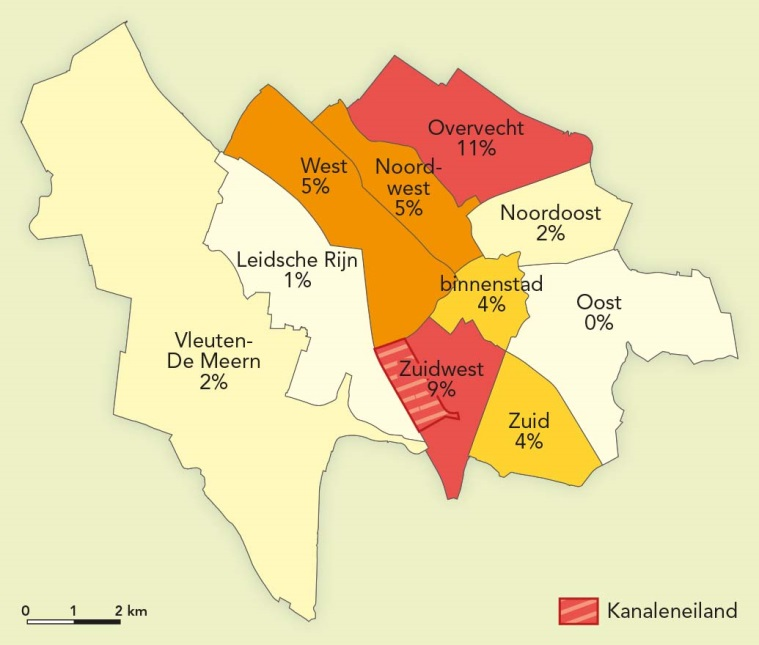 Overvecht
11%
West
5%
Noord-
west
5%
Noordoost
2%
Leidsche Rijn
1%
binnenstad
4%
Oost
0%
Vleuten-
De Meern
2%
Zuidwest
9%
Zuid
4%
0 1 2 km
Kanaleneiland